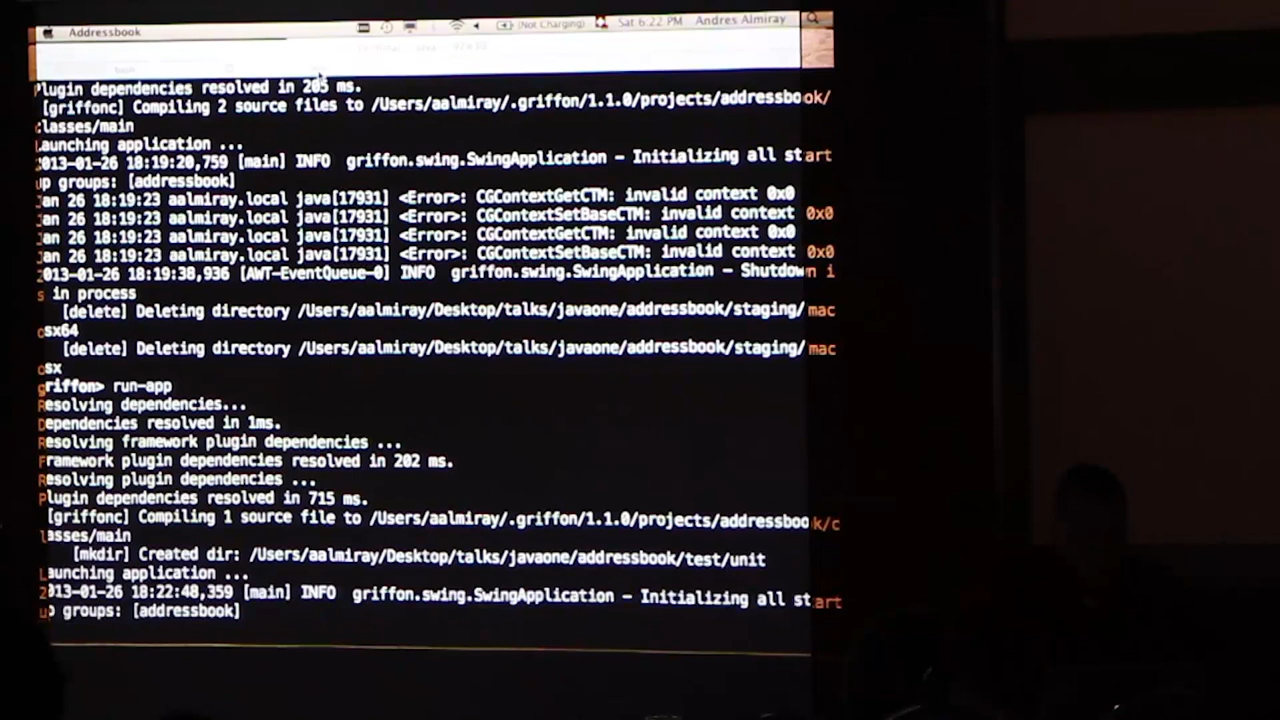 Addressbook (Not Charging) Sat 6:22 PM Andres Almiray
Plugin dependencies resolved in 205 ms.
[griffonc] Compiling 2 source files to /Users/aalmiray/.griffon/1.1.0/projects/addressbook/
classes/main
Launching application ...
2013-01-26 18:19:20,759 [main] INFO griffon.swing.SwingApplication - Initializing all start
up groups: [addressbook]
Jan 26 18:19:23 aalmiray.local java[17931] <Error>: CGContextGetCTM: invalid context 0x0
Jan 26 18:19:23 aalmiray.local java[17931] <Error>: CGContextSetBaseCTM: invalid context 0x0
Jan 26 18:19:23 aalmiray.local java[17931] <Error>: CGContextGetCTM: invalid context 0x0
Jan 26 18:19:23 aalmiray.local java[17931] <Error>: CGContextSetBaseCTM: invalid context 0x0
2013-01-26 18:19:38,936 [AWT-EventQueue-0] INFO griffon.swing.SwingApplication - Shutdown i
s in process
[delete] Deleting directory /Users/aalmiray/Desktop/talks/javaone/addressbook/staging/mac
osx64
[delete] Deleting directory /Users/aalmiray/Desktop/talks/javaone/addressbook/staging/mac
osx
griffon> run-app
Resolving dependencies...
Dependencies resolved in 1ms.
Resolving framework plugin dependencies ...
Framework plugin dependencies resolved in 202 ms.
Resolving plugin dependencies ...
Plugin dependencies resolved in 715 ms.
[griffonc] Compiling 1 source file to /Users/aalmiray/.griffon/1.1.0/projects/addressbook/c
lasses/main
[mkdir] Created dir: /Users/aalmiray/Desktop/talks/javaone/addressbook/test/unit
Launching application ...
2013-01-26 18:22:48,359 [main] INFO griffon.swing.SwingApplication - Initializing all start
up groups: [addressbook]